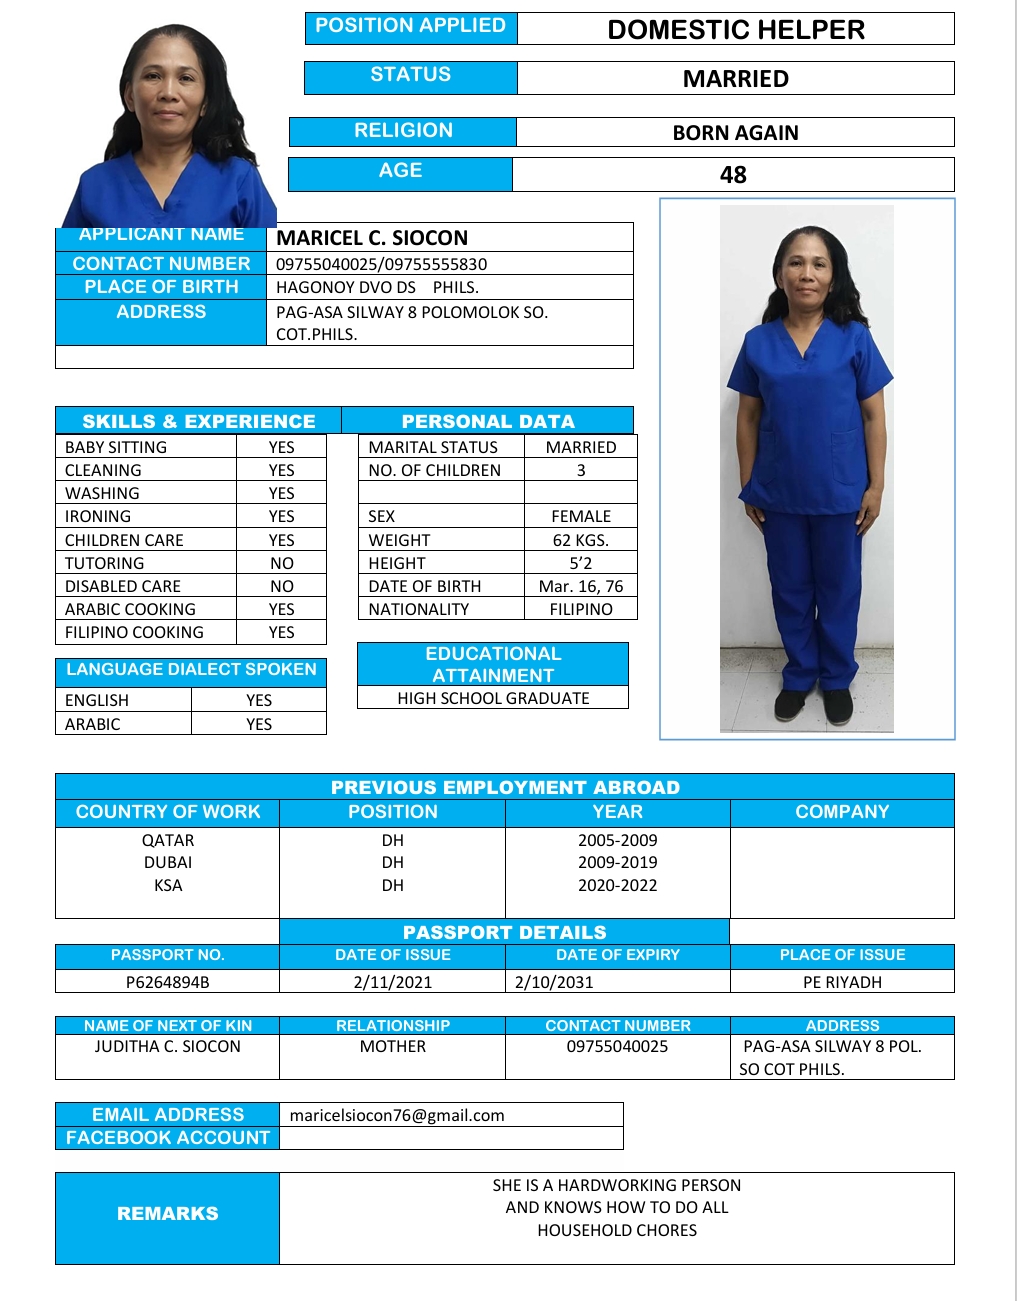 POSITION APPLIED DOMESTIC HELPER
STATUS MARRIED
RELIGION BORN AGAIN
AGE 48
APPLICANT NAME MARICEL C. SIOCON
CONTACT NUMBER 09755040025/09755555830
PLACE OF BIRTH HAGONOY DVO DS PHILS.
ADDRESS PAG-ASA SILWAY 8 POLOMOLOK SO.
COT.PHILS.
SKILLS & EXPERIENCE
BABY SITTING YES
CLEANING YES
WASHING YES
IRONING YES
CHILDREN CARE YES
TUTORING NO
DISABLED CARE NO
ARABIC COOKING YES
FILIPINO COOKING YES
LANGUAGE DIALECT SPOKEN
ENGLISH YES
ARABIC YES
PERSONAL DATA
MARITAL STATUS MARRIED
NO. OF CHILDREN 3
SEX FEMALE
WEIGHT 62 KGS.
HEIGHT 5’2
DATE OF BIRTH Mar. 16, 76
NATIONALITY FILIPINO
EDUCATIONAL
ATTAINMENT
HIGH SCHOOL GRADUATE
PREVIOUS EMPLOYMENT ABROAD
COUNTRY OF WORK POSITION YEAR COMPANY
QATAR DH 2005-2009
DUBAI DH 2009-2019
KSA DH 2020-2022
PASSPORT DETAILS
PASSPORT NO. DATE OF ISSUE DATE OF EXPIRY PLACE OF ISSUE
P6264894B 2/11/2021 2/10/2031 PE RIYADH
NAME OF NEXT OF KIN RELATIONSHIP CONTACT NUMBER ADDRESS
JUDITHA C. SIOCON MOTHER 09755040025 PAG-ASA SILWAY 8 POL.
SO COT PHILS.
EMAIL ADDRESS maricelsiocon76@gmail.com
FACEBOOK ACCOUNT
REMARKS
SHE IS A HARDWORKING PERSON
AND KNOWS HOW TO DO ALL
HOUSEHOLD CHORES